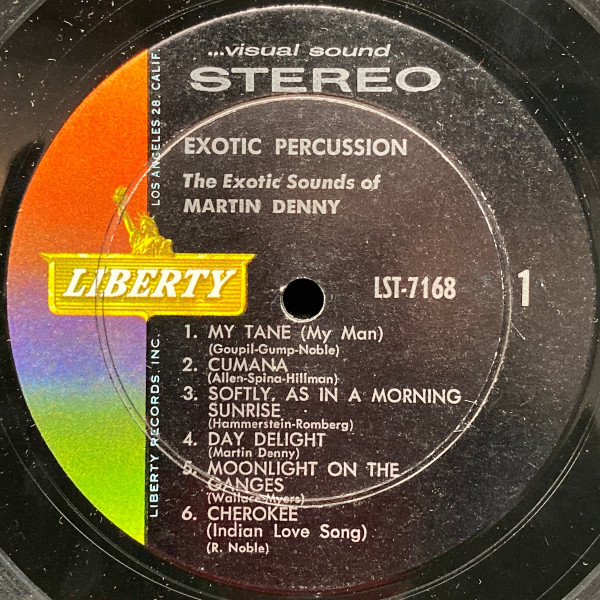 ...visual sound
STEREO
EXOTIC PERCUSSION
The Exotic Sounds of
MARTIN DENNY
LIBERTY
LST-7168
1
1. MY TANE (My Man)
(Goupil-Gump-Noble)
2. CUMANA
(Allen-Spina-Hillman)
3. SOFTLY, AS IN A MORNING
SUNRISE
(Hammerstein-Romberg)
4. DAY DELIGHT
(Martin Denny)
5. MOONLIGHT ON THE
GANGES
(Wallace-Myers)
6. CHEROKEE
(Indian Love Song)
(R. Noble)
LIBERTY RECORDS, INC.
LOS ANGELES 28, CALIF.